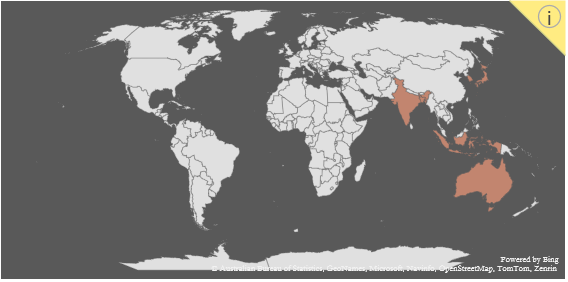 i
Powered by Bing
© Australian Bureau of Statistics, GeoNames, Microsoft, Navinfo, OpenStreetMap, TomTom, Zenrin